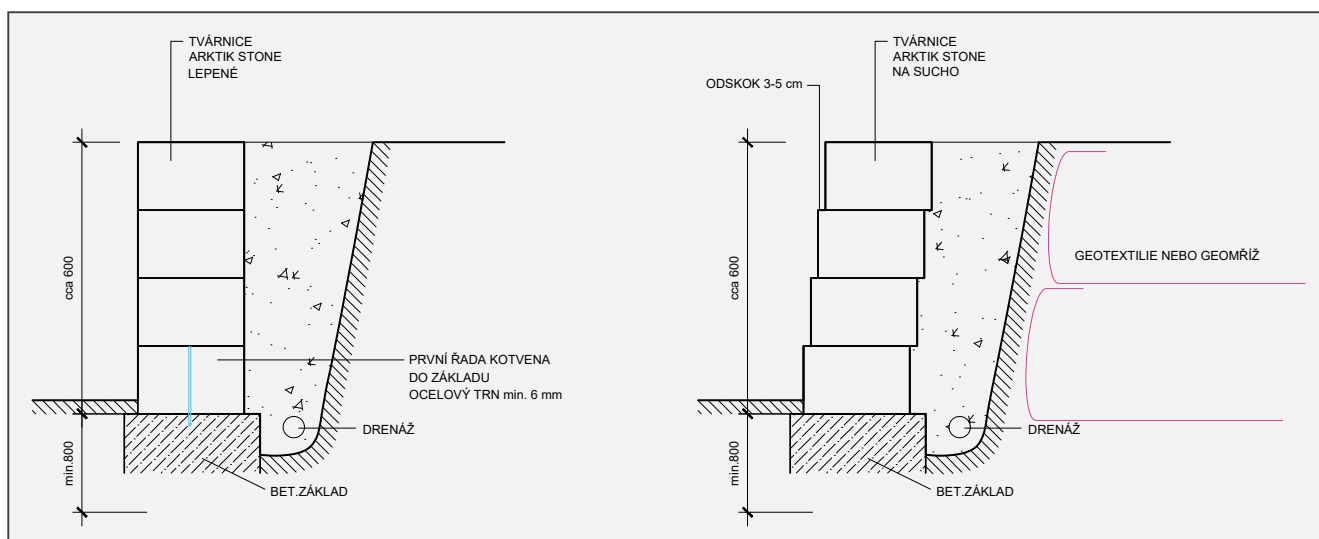 TVÁRNICE
ARKTIK STONE
LEPENÉ
cca 600
PRVNÍ ŘADA KOTVENA
DO ZÁKLADU
OCELOVÝ TRN min. 6 mm
DRENÁŽ
min.800
BET.ZÁKLAD
TVÁRNICE
ARKTIK STONE
NA SUCHO
ODSKOK 3-5 cm
cca 600
GEOTEXTILIE NEBO GEOMŘÍŽ
DRENÁŽ
min.800
BET.ZÁKLAD